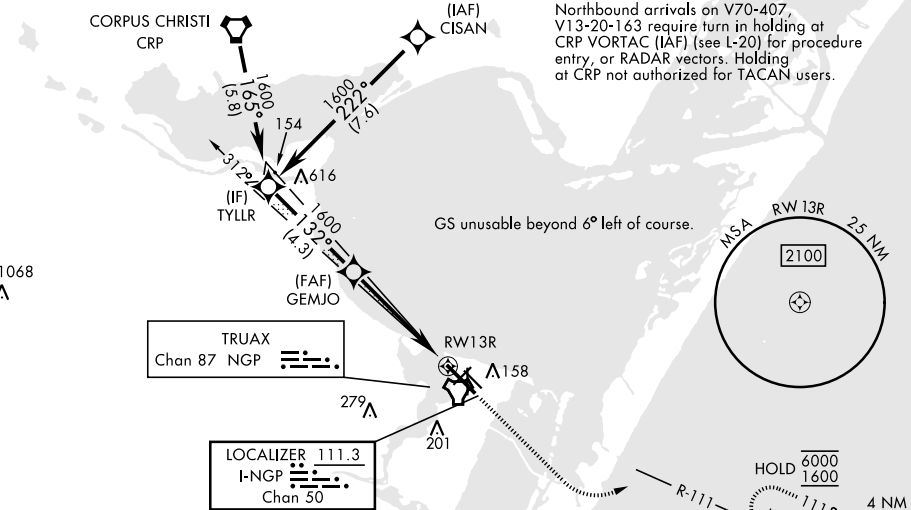 CORPUS CHRISTI
CRP
(IAF)
CISAN
Northbound arrivals on V70-407,
V13-20-163 require turn in holding at
CRP VORTAC (IAF) (see L-20) for procedure
entry, or RADAR vectors. Holding
at CRP not authorized for TACAN users.
1600
165°
(5.8)
1600
222°
(7.6)
154
312°
616
(IF)
TYLLR
1600
132°
(4.3)
GS unusable beyond 6° left of course.
MSA RW 13R 25 NM
2100
1068
(FAF)
GEMJO
TRUAX
Chan 87 NGP
RW13R
158
279
201
LOCALIZER 111.3
I-NGP
Chan 50
HOLD 6000
1600
R-111
4 NM